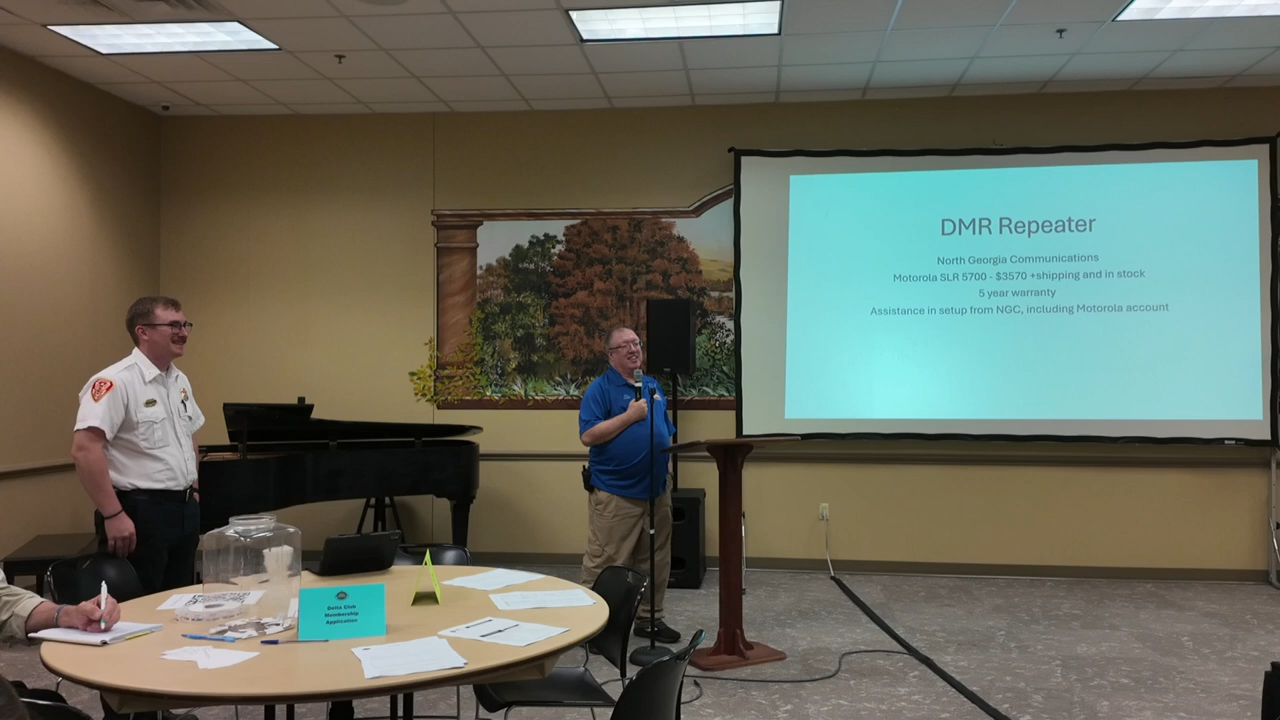 DMR Repeater
North Georgia Communications
Motorola SLR 5700 - $3570 +shipping and in stock
5 year warranty
Assistance in setup from NGC, including Motorola account
Delta Club
Membership
Application